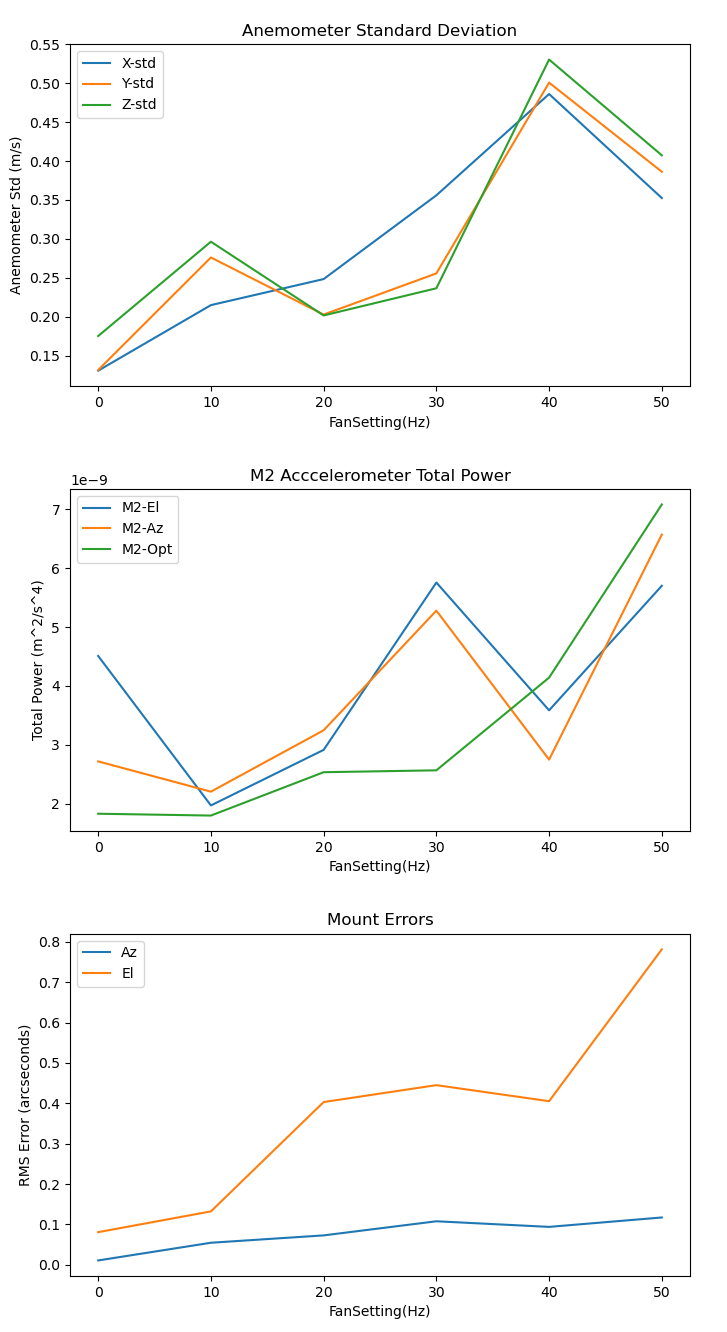 Anemometer Standard Deviation
X-std
Y-std
Z-std
Anemometer Std (m/s)
0.55
0.50
0.45
0.40
0.35
0.30
0.25
0.20
0.15
0 10 20 30 40 50
FanSetting(Hz)
M2 Acccelerometer Total Power
1e−9
M2-El
M2-Az
M2-Opt
Total Power (m^2/s^4)
7
6
5
4
3
2
0 10 20 30 40 50
FanSetting(Hz)
Mount Errors
Az
El
RMS Error (arcseconds)
0.8
0.7
0.6
0.5
0.4
0.3
0.2
0.1
0.0
0 10 20 30 40 50
FanSetting(Hz)